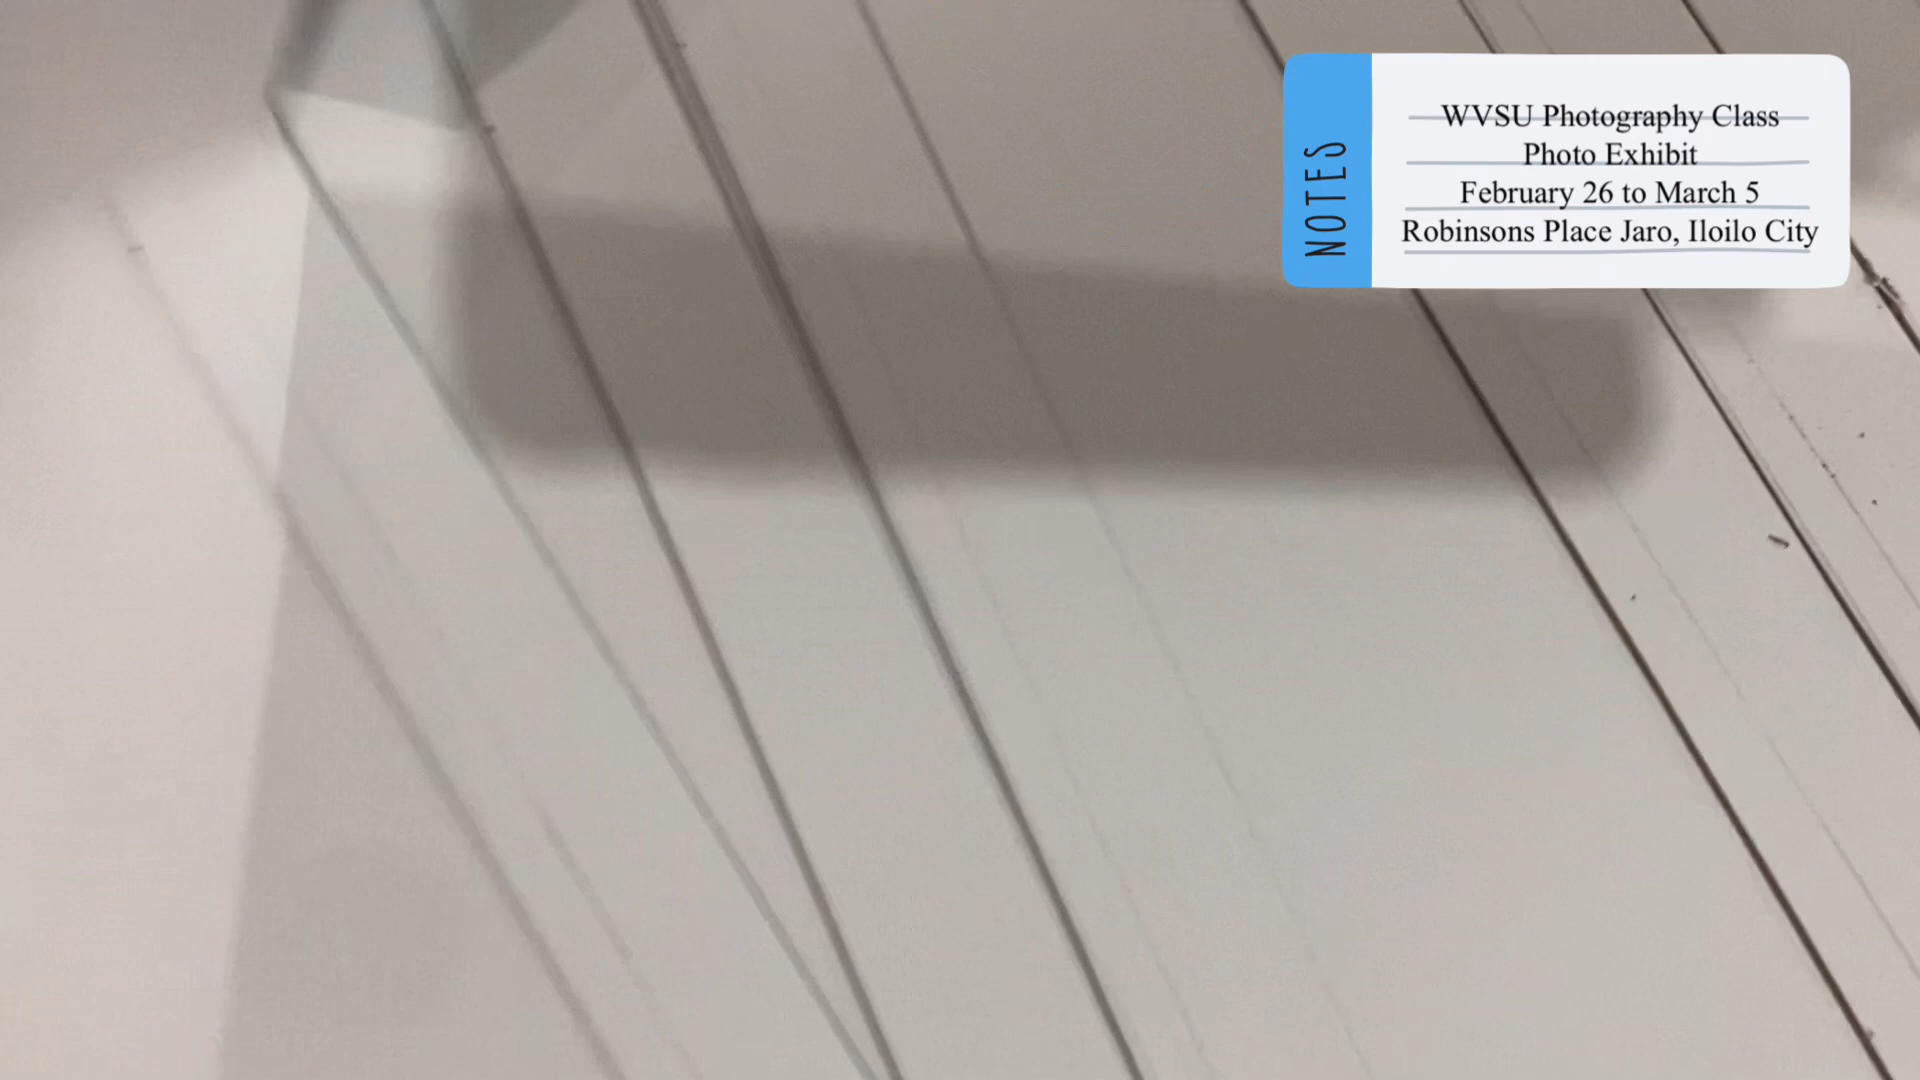 NOTES
WVSU Photography Class
Photo Exhibit
February 26 to March 5
Robinsons Place Jaro, Iloilo City